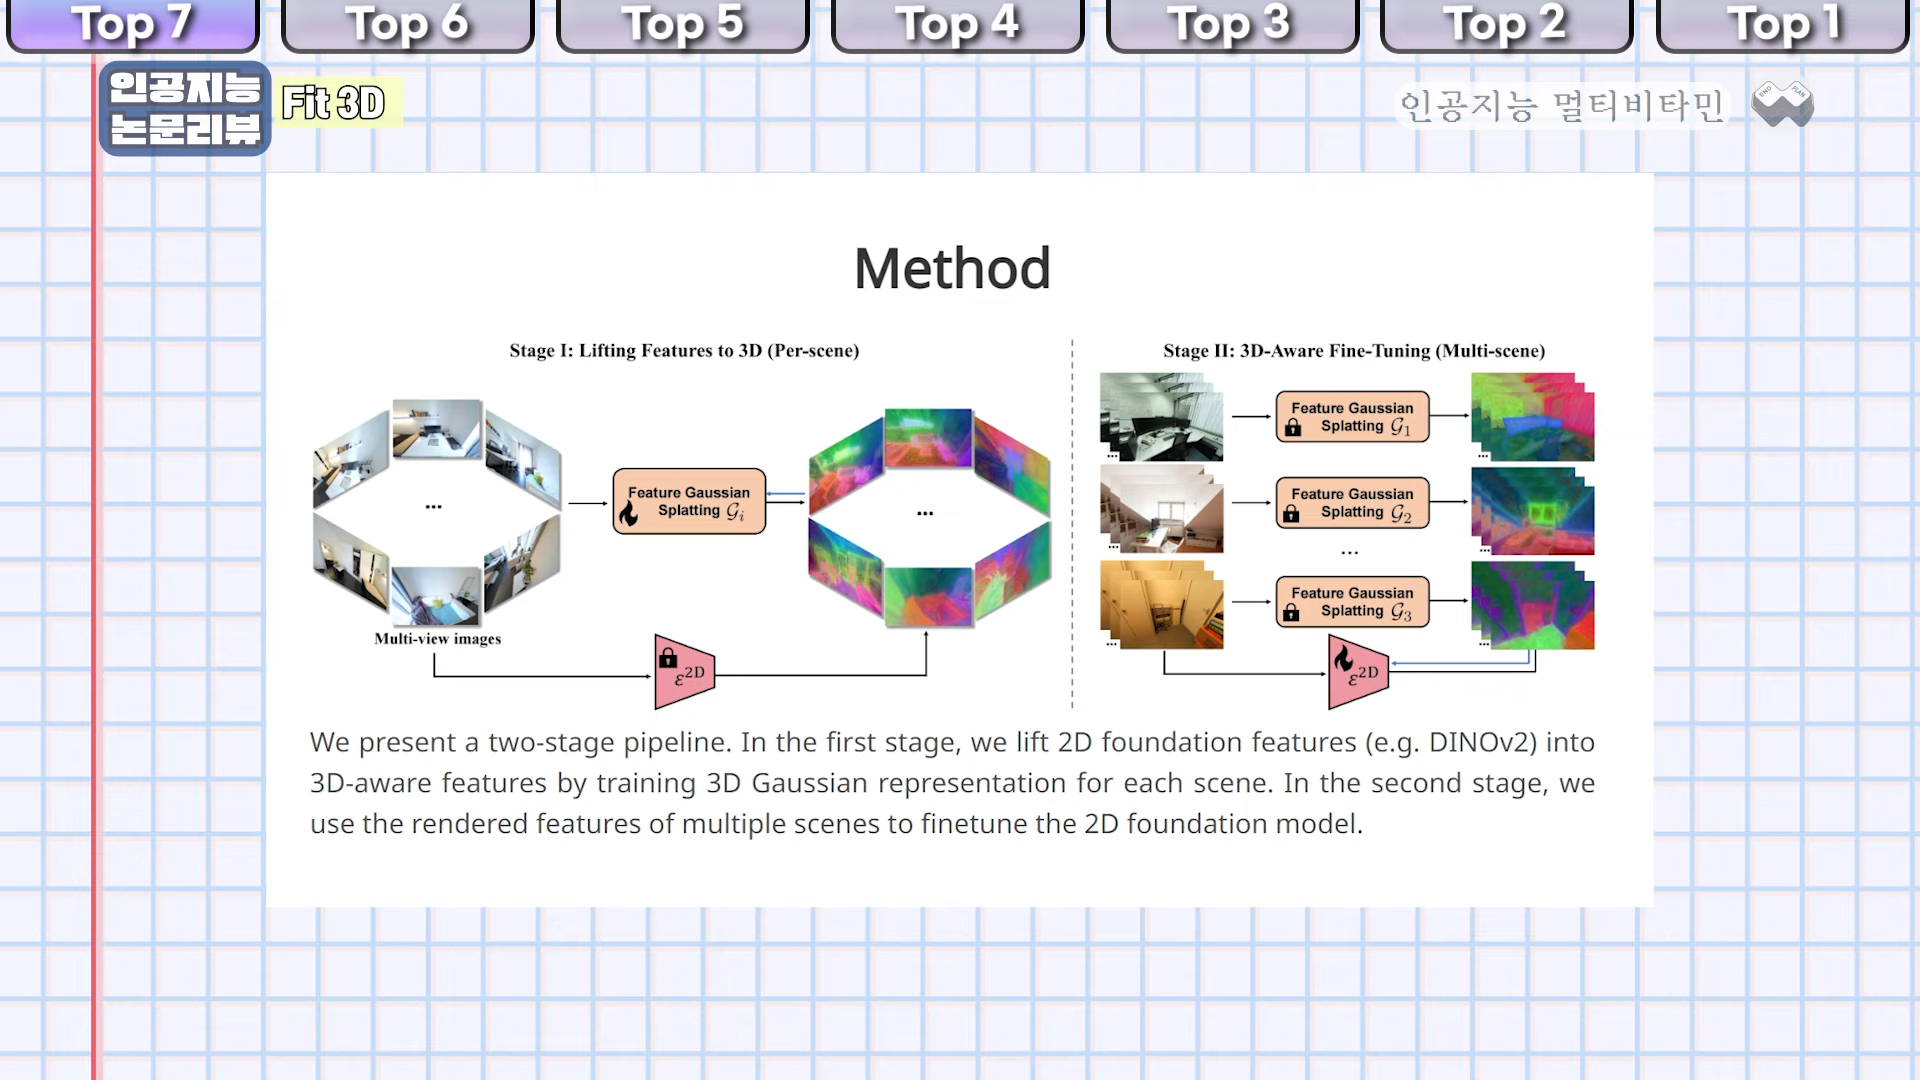 Top 7
Top 6
Top 5
Top 4
Top 3
Top 2
Top 1
인공지능
논문리뷰
Fit 3D
인공지능 멀티비타민
END
PLAN
Method
Stage I: Lifting Features to 3D (Per-scene)
...
Multi-view images
Feature Gaussian
Splatting 𝒢i
...
ε2D
Stage II: 3D-Aware Fine-Tuning (Multi-scene)
...
Feature Gaussian
Splatting 𝒢1
...
...
Feature Gaussian
Splatting 𝒢2
...
...
...
Feature Gaussian
Splatting 𝒢3
...
ε2D
We present a two-stage pipeline. In the first stage, we lift 2D foundation features (e.g. DINOv2) into
3D-aware features by training 3D Gaussian representation for each scene. In the second stage, we
use the rendered features of multiple scenes to finetune the 2D foundation model.